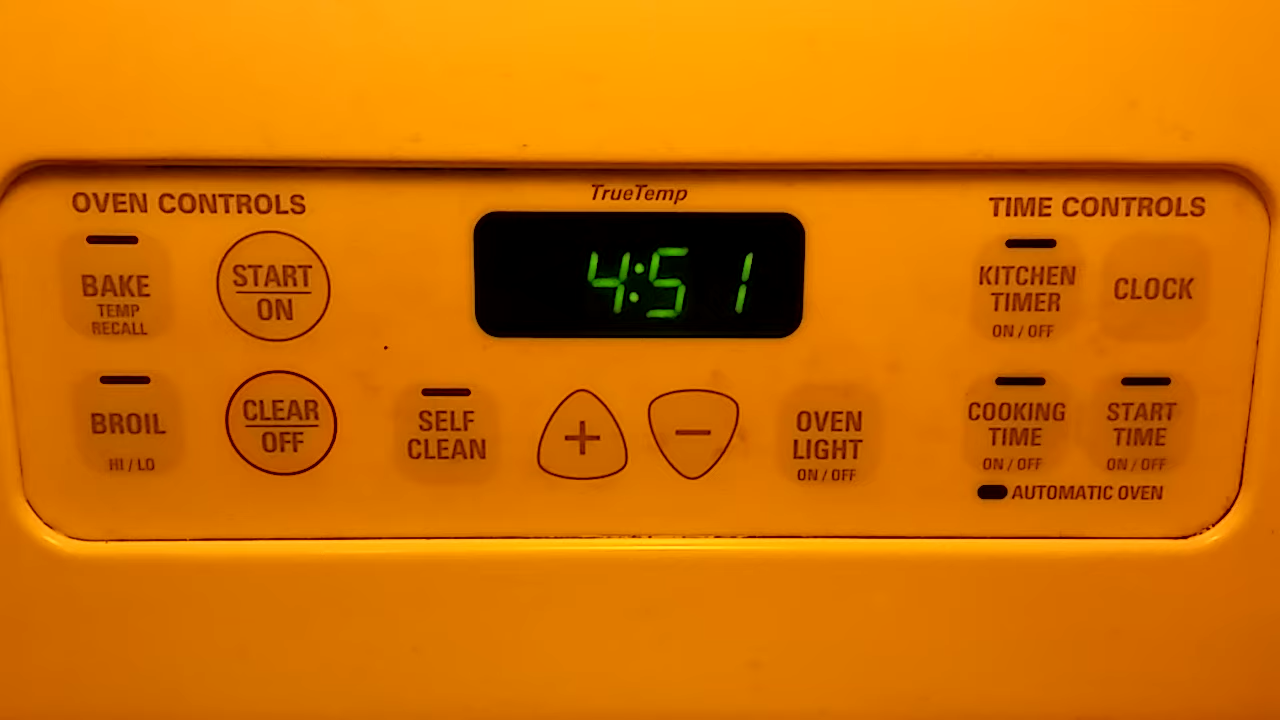 TrueTemp
OVEN CONTROLS
TIME CONTROLS
4:51
BAKE
TEMP
RECALL
START
ON
KITCHEN
TIMER
ON / OFF
CLOCK
BROIL
HI / LO
CLEAR
OFF
SELF
CLEAN
+
−
OVEN
LIGHT
ON / OFF
COOKING
TIME
ON / OFF
START
TIME
ON / OFF
AUTOMATIC OVEN